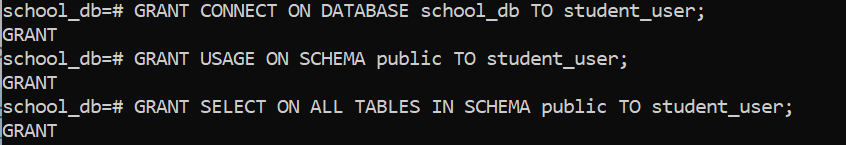 school_db=# GRANT CONNECT ON DATABASE school_db TO student_user;
GRANT
school_db=# GRANT USAGE ON SCHEMA public TO student_user;
GRANT
school_db=# GRANT SELECT ON ALL TABLES IN SCHEMA public TO student_user;
GRANT